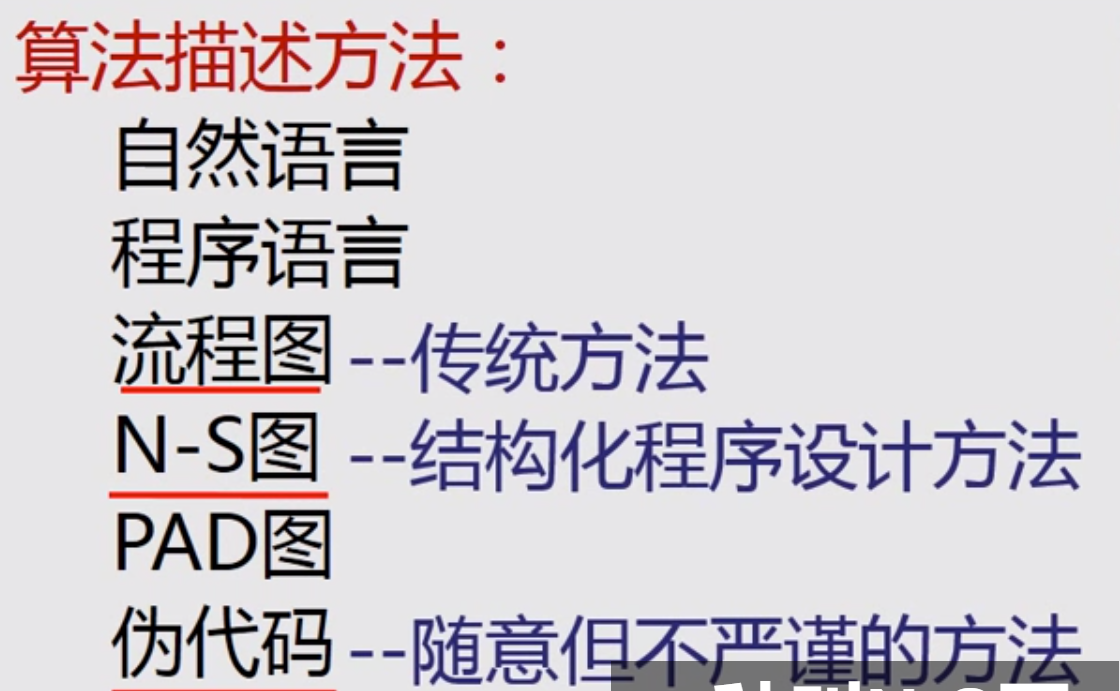 算法描述方法：
自然语言
程序语言
流程图 --传统方法
N-S图 --结构化程序设计方法
PAD图
伪代码 --随意但不严谨的方法